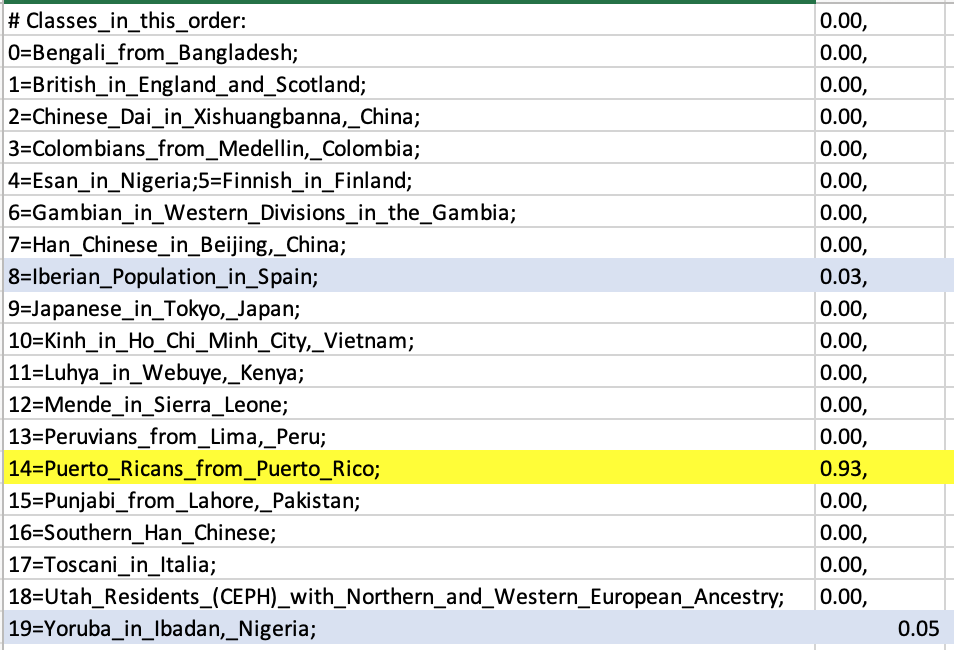 # Classes_in_this_order: 0.00,
0=Bengali_from_Bangladesh; 0.00,
1=British_in_England_and_Scotland; 0.00,
2=Chinese_Dai_in_Xishuangbanna,_China; 0.00,
3=Colombians_from_Medellin,_Colombia; 0.00,
4=Esan_in_Nigeria;5=Finnish_in_Finland; 0.00,
6=Gambian_in_Western_Divisions_in_the_Gambia; 0.00,
7=Han_Chinese_in_Beijing,_China; 0.00,
8=Iberian_Population_in_Spain; 0.03,
9=Japanese_in_Tokyo,_Japan; 0.00,
10=Kinh_in_Ho_Chi_Minh_City,_Vietnam; 0.00,
11=Luhya_in_Webuye,_Kenya; 0.00,
12=Mende_in_Sierra_Leone; 0.00,
13=Peruvians_from_Lima,_Peru; 0.00,
14=Puerto_Ricans_from_Puerto_Rico; 0.93,
15=Punjabi_from_Lahore,_Pakistan; 0.00,
16=Southern_Han_Chinese; 0.00,
17=Toscani_in_Italia; 0.00,
18=Utah_Residents_(CEPH)_with_Northern_and_Western_European_Ancestry; 0.00,
19=Yoruba_in_Ibadan,_Nigeria; 0.05